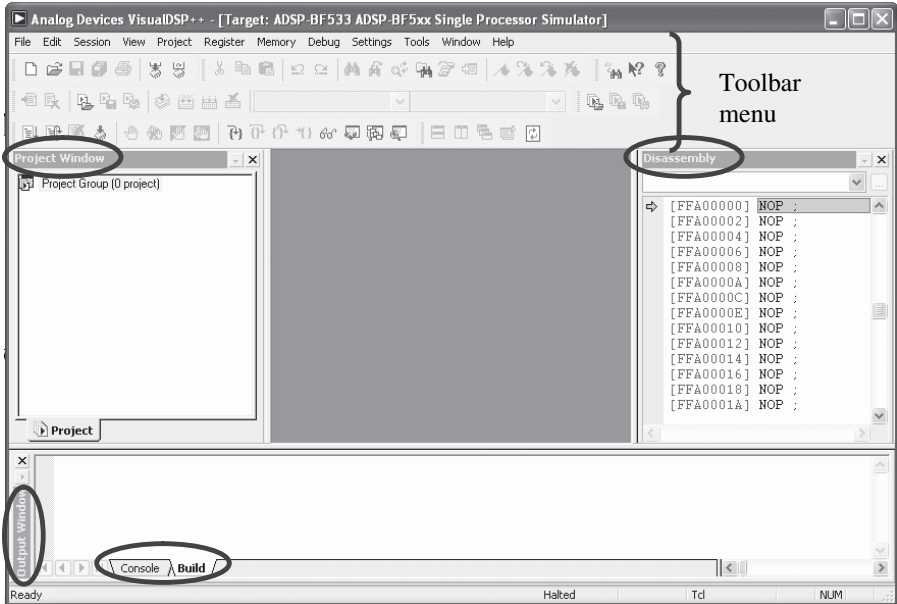 Analog Devices VisualDSP++ - [Target: ADSP-BF533 ADSP-BF5xx Single Processor Simulator]
File Edit Session View Project Register Memory Debug Settings Tools Window Help
Toolbar
menu
Project Window
Project Group (0 project)
Project
Disassembly
[FFA00000] NOP ;
[FFA00002] NOP ;
[FFA00004] NOP ;
[FFA00006] NOP ;
[FFA00008] NOP ;
[FFA0000A] NOP ;
[FFA0000C] NOP ;
[FFA0000E] NOP ;
[FFA00010] NOP ;
[FFA00012] NOP ;
[FFA00014] NOP ;
[FFA00016] NOP ;
[FFA00018] NOP ;
[FFA0001A] NOP ;
Output Window
Console Build
Ready Halted Tcl NUM